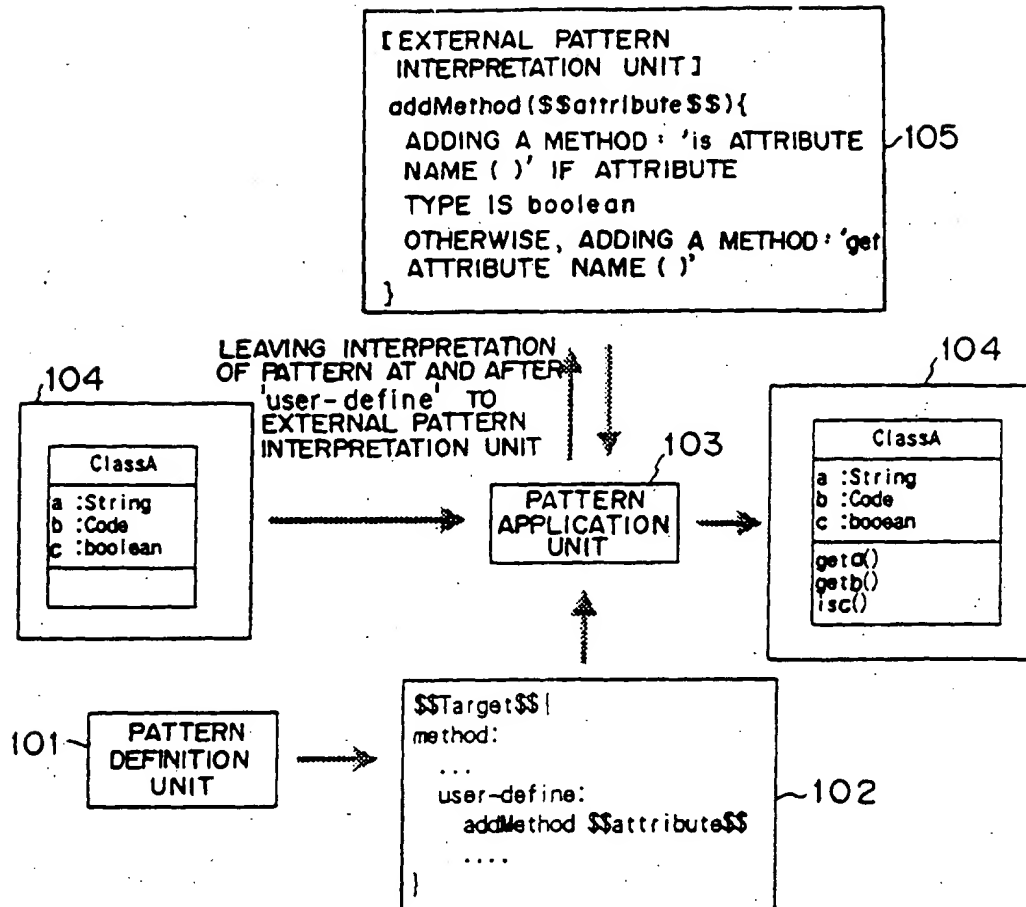 [EXTERNAL PATTERN
INTERPRETATION UNIT]
addMethod($$attribute$$){
ADDING A METHOD: 'is ATTRIBUTE
NAME ( )' IF ATTRIBUTE
TYPE IS boolean
OTHERWISE, ADDING A METHOD: 'get
ATTRIBUTE NAME ( )'
}
105
LEAVING INTERPRETATION
OF PATTERN AT AND AFTER
'user-define' TO
EXTERNAL PATTERN
INTERPRETATION UNIT
104
ClassA
a :String
b :Code
c :boolean
103
PATTERN
APPLICATION
UNIT
104
ClassA
a :String
b :Code
c :booean
geta()
getb()
isc()
101
PATTERN
DEFINITION
UNIT
$$Target$${
method:
...
user-define:
addMethod $$attribute$$
....
}
102